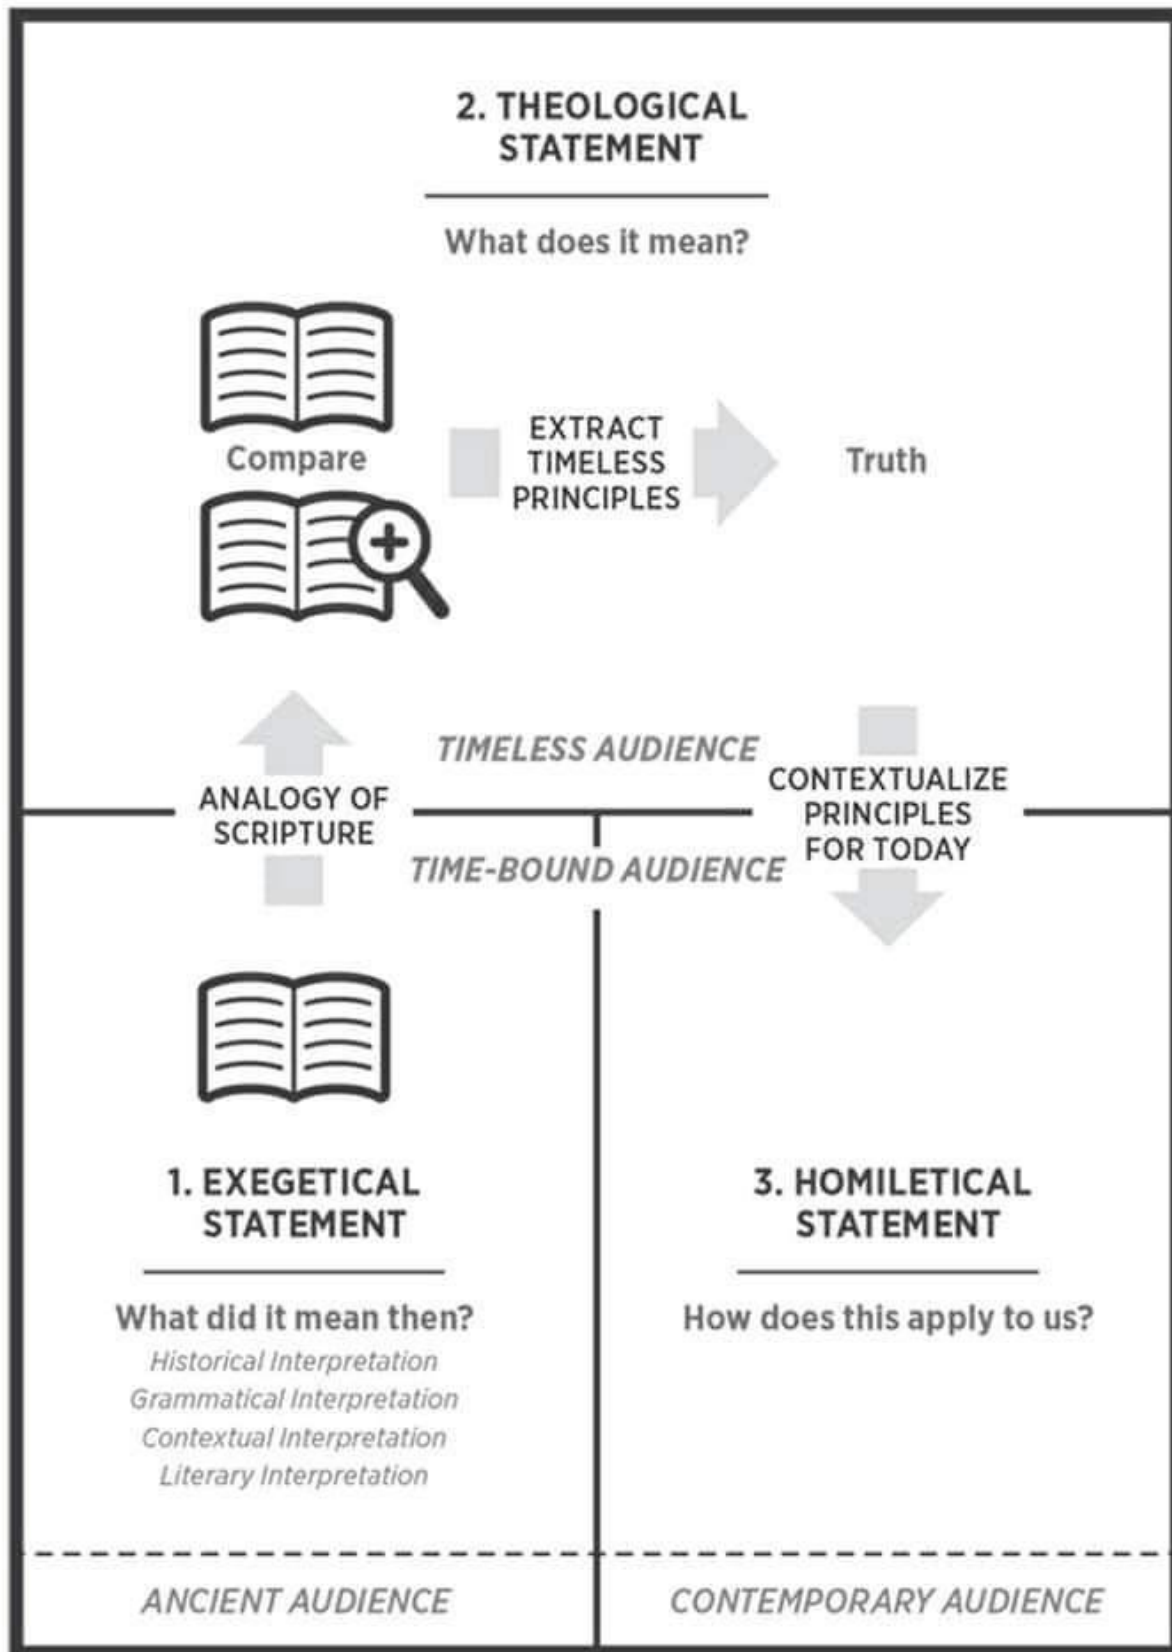 2. THEOLOGICAL
STATEMENT
What does it mean?
Compare
EXTRACT
TIMELESS
PRINCIPLES
Truth
TIMELESS AUDIENCE
ANALOGY OF
SCRIPTURE
CONTEXTUALIZE
PRINCIPLES
FOR TODAY
TIME-BOUND AUDIENCE
1. EXEGETICAL
STATEMENT
What did it mean then?
Historical Interpretation
Grammatical Interpretation
Contextual Interpretation
Literary Interpretation
3. HOMILETICAL
STATEMENT
How does this apply to us?
ANCIENT AUDIENCE
CONTEMPORARY AUDIENCE